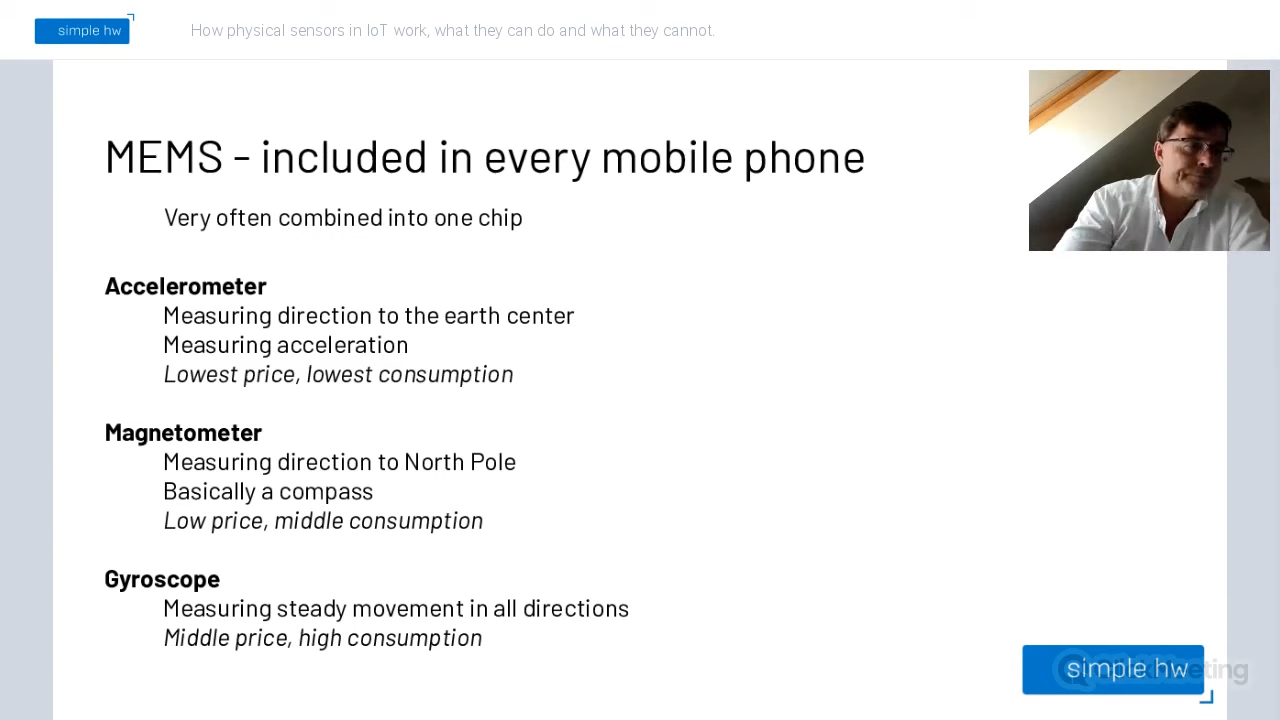 simple hw
How physical sensors in IoT work, what they can do and what they cannot.
MEMS - included in every mobile phone
Very often combined into one chip
Accelerometer
Measuring direction to the earth center
Measuring acceleration
Lowest price, lowest consumption
Magnetometer
Measuring direction to North Pole
Basically a compass
Low price, middle consumption
Gyroscope
Measuring steady movement in all directions
Middle price, high consumption
simple hw